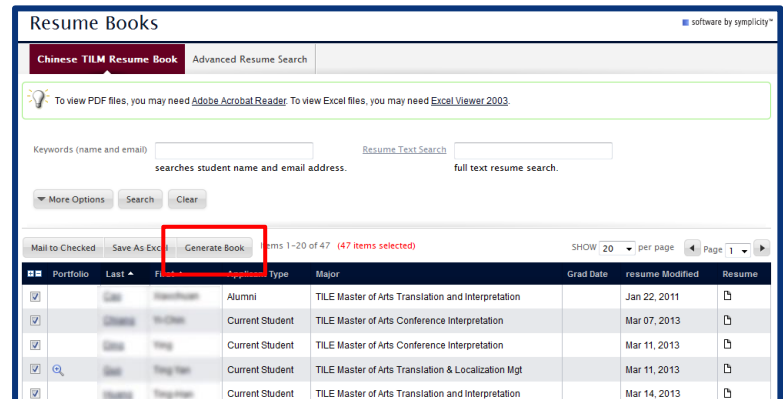 Resume Books
software by symplicity™
Chinese TILM Resume Book Advanced Resume Search
To view PDF files, you may need Adobe Acrobat Reader. To view Excel files, you may need Excel Viewer 2003.
Keywords (name and email) Resume Text Search
searches student name and email address. full text resume search.
More Options Search Clear
Mail to Checked Save As Excel Generate Book Items 1-20 of 47 (47 items selected) SHOW 20 per page Page 1
Portfolio Last First Applicant Type Major Grad Date resume Modified Resume
Alumni TILE Master of Arts Translation and Interpretation Jan 22, 2011
Current Student TILE Master of Arts Conference Interpretation Mar 07, 2013
Current Student TILE Master of Arts Conference Interpretation Mar 11, 2013
Current Student TILE Master of Arts Translation & Localization Mgt Mar 11, 2013
Current Student TILE Master of Arts Translation and Interpretation Mar 14, 2013